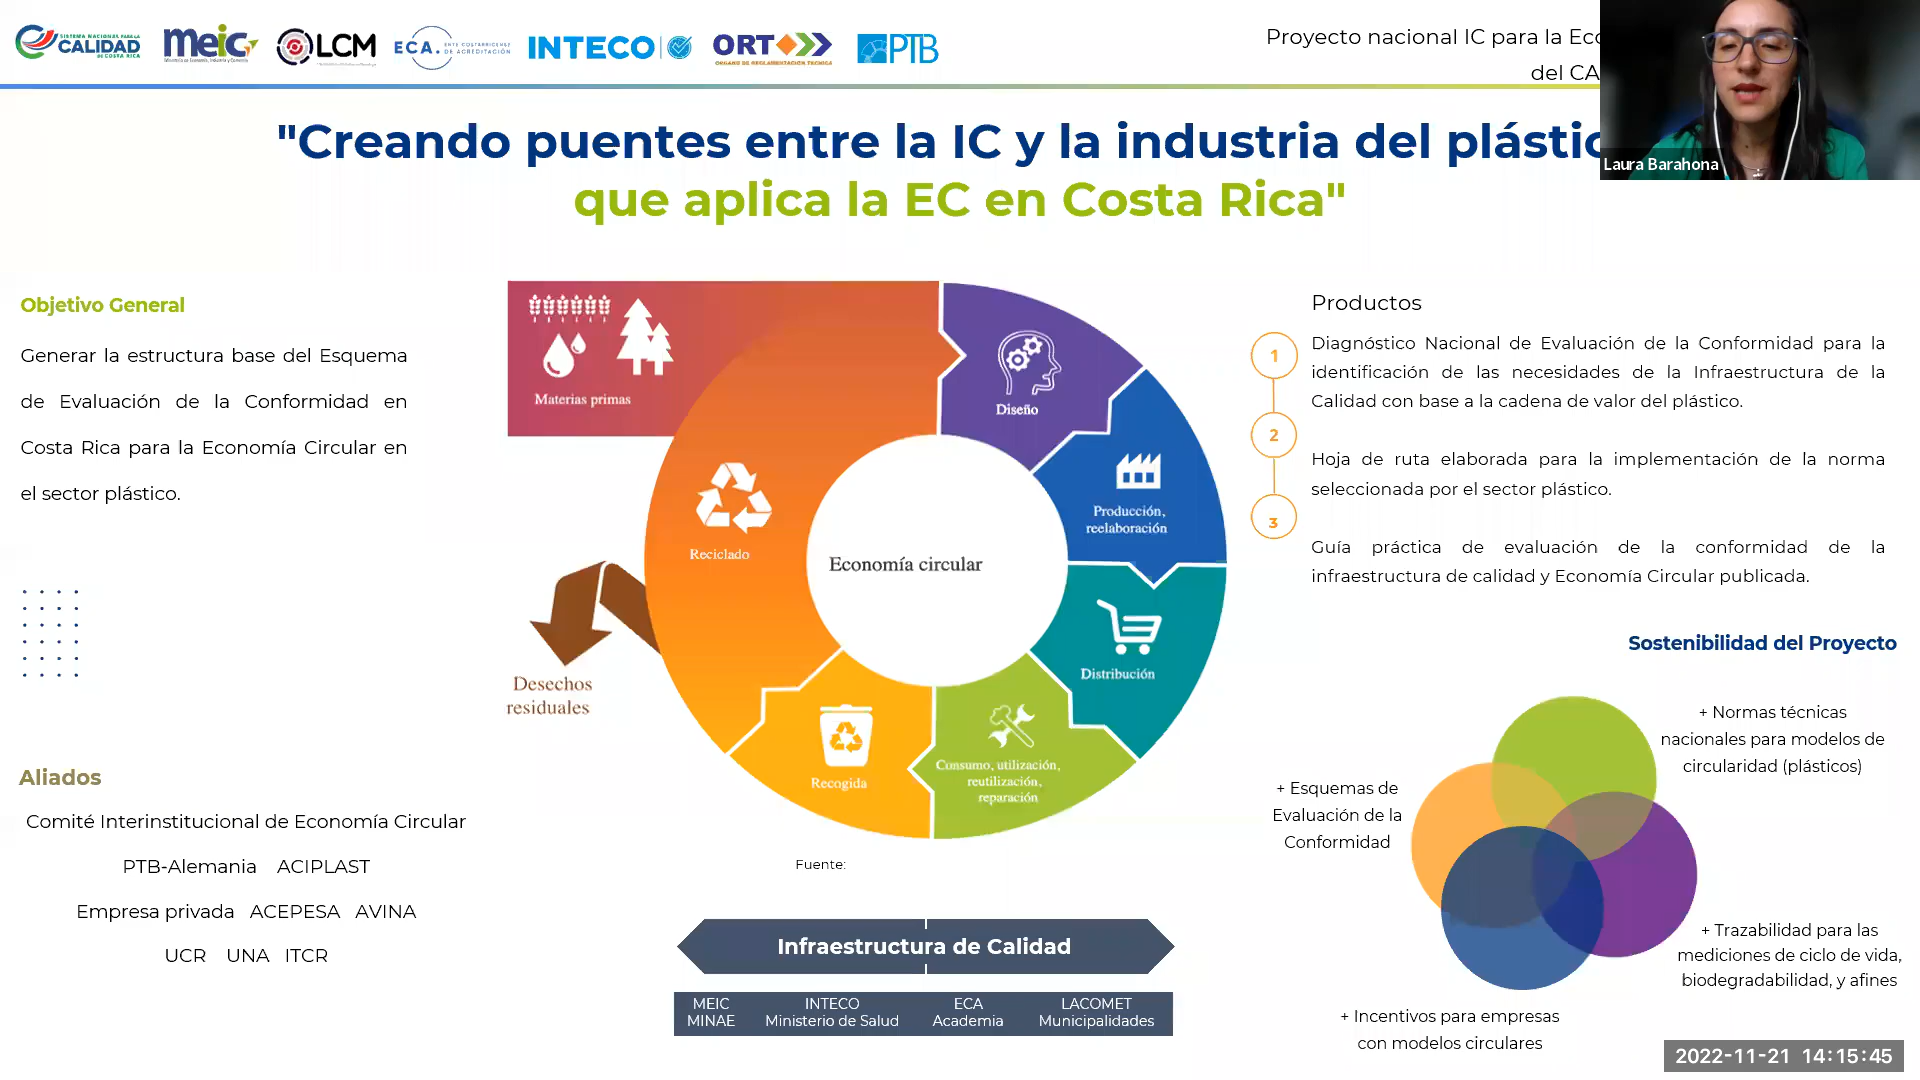 SISTEMA NACIONAL PARA LA
CALIDAD
DE COSTA RICA
meic
Ministerio de Economía, Industria y Comercio
LCM
ECA. ENTE COSTARRICENSE
DE ACREDITACIÓN
INTECO
ORT
ÓRGANO DE REGLAMENTACIÓN TÉCNICA
PTB
Proyecto nacional IC para la Eco
del CA
Laura Barahona
"Creando puentes entre la IC y la industria del plástic
que aplica la EC en Costa Rica"
Objetivo General
Generar la estructura base del Esquema
de Evaluación de la Conformidad en
Costa Rica para la Economía Circular en
el sector plástico.
Aliados
Comité Interinstitucional de Economía Circular
PTB-Alemania ACIPLAST
Empresa privada ACEPESA AVINA
UCR UNA ITCR
Materias primas
Diseño
Producción,
reelaboración
Distribución
Consumo, utilización,
reutilización,
reparación
Recogida
Reciclado
Economía circular
Desechos
residuales
Fuente:
Infraestructura de Calidad
MEIC INTECO ECA LACOMET
MINAE Ministerio de Salud Academia Municipalidades
Productos
1
Diagnóstico Nacional de Evaluación de la Conformidad para la
identificación de las necesidades de la Infraestructura de la
Calidad con base a la cadena de valor del plástico.
2
Hoja de ruta elaborada para la implementación de la norma
seleccionada por el sector plástico.
3
Guía práctica de evaluación de la conformidad de la
infraestructura de calidad y Economía Circular publicada.
Sostenibilidad del Proyecto
+ Normas técnicas
nacionales para modelos de
circularidad (plásticos)
+ Esquemas de
Evaluación de la
Conformidad
+ Trazabilidad para las
mediciones de ciclo de vida,
biodegradabilidad, y afines
+ Incentivos para empresas
con modelos circulares
2022-11-21 14:15:45